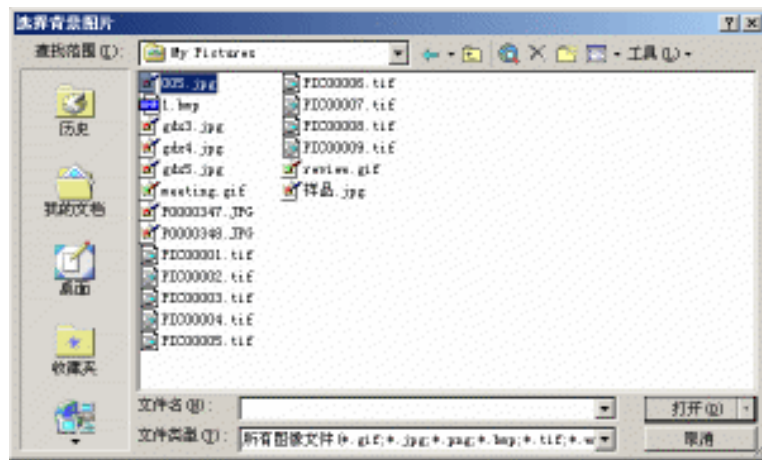 选择背景图片
查找范围(I):
My Pictures
工具(L)
历史
我的文档
桌面
收藏夹
005.jpg
1.bmp
gdz3.jpg
gdz4.jpg
gdz5.jpg
meeting.gif
P0000347.JPG
P0000348.JPG
PIC00001.tif
PIC00002.tif
PIC00003.tif
PIC00004.tif
PIC00005.tif
PIC00006.tif
PIC00007.tif
PIC00008.tif
PIC00009.tif
review.gif
样品.jpg
文件名(N):
打开(O)
文件类型(T):
所有图像文件(*.gif;*.jpg;*.png;*.bmp;*.tif;*.w
取消